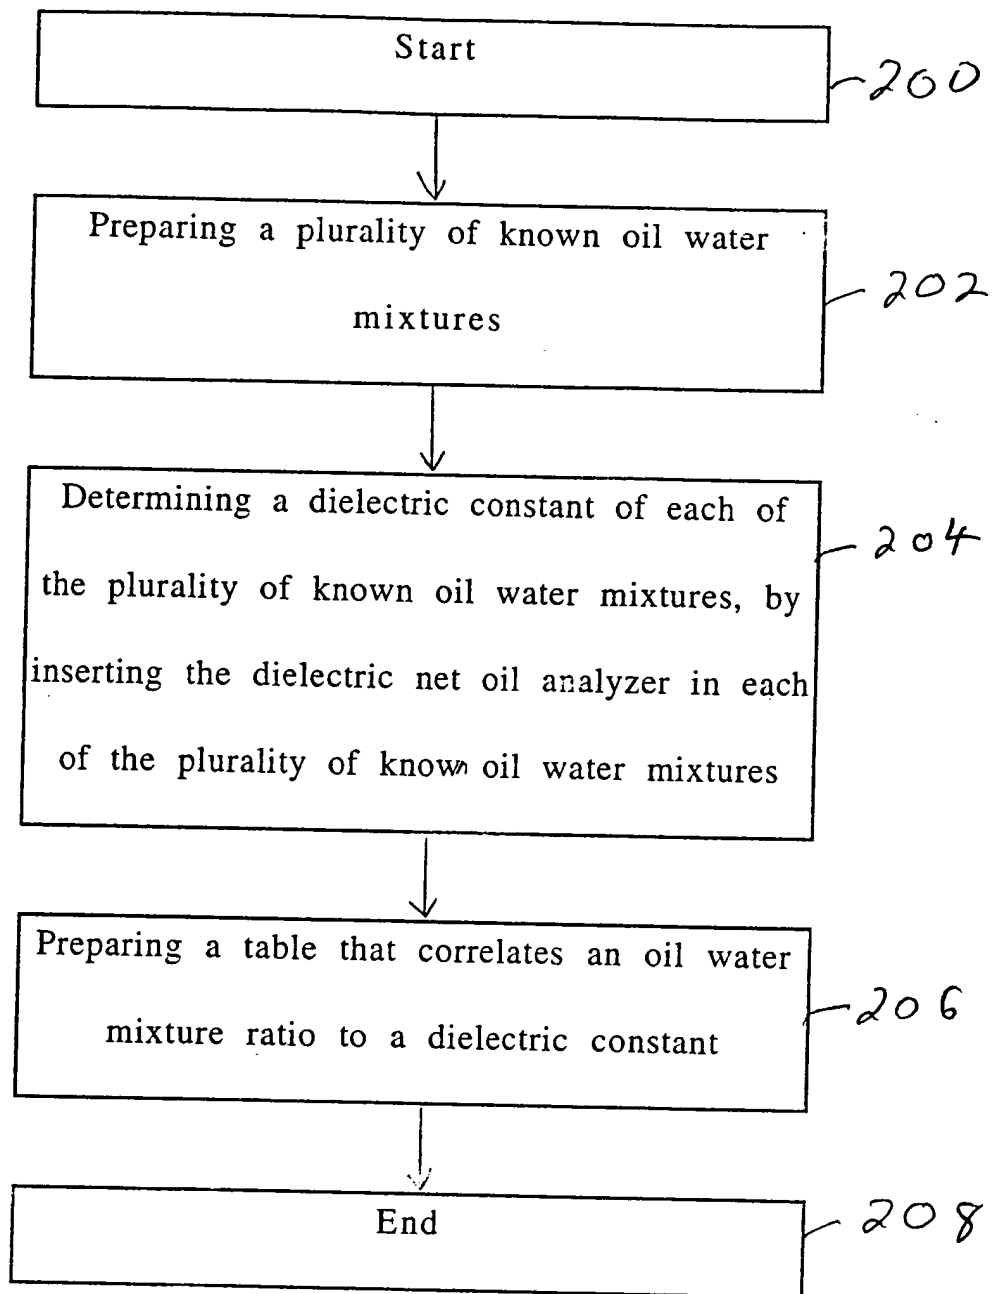 Start
200
Preparing a plurality of known oil water
mixtures
202
Determining a dielectric constant of each of
the plurality of known oil water mixtures, by
inserting the dielectric net oil analyzer in each
of the plurality of known oil water mixtures
204
Preparing a table that correlates an oil water
mixture ratio to a dielectric constant
206
End
208